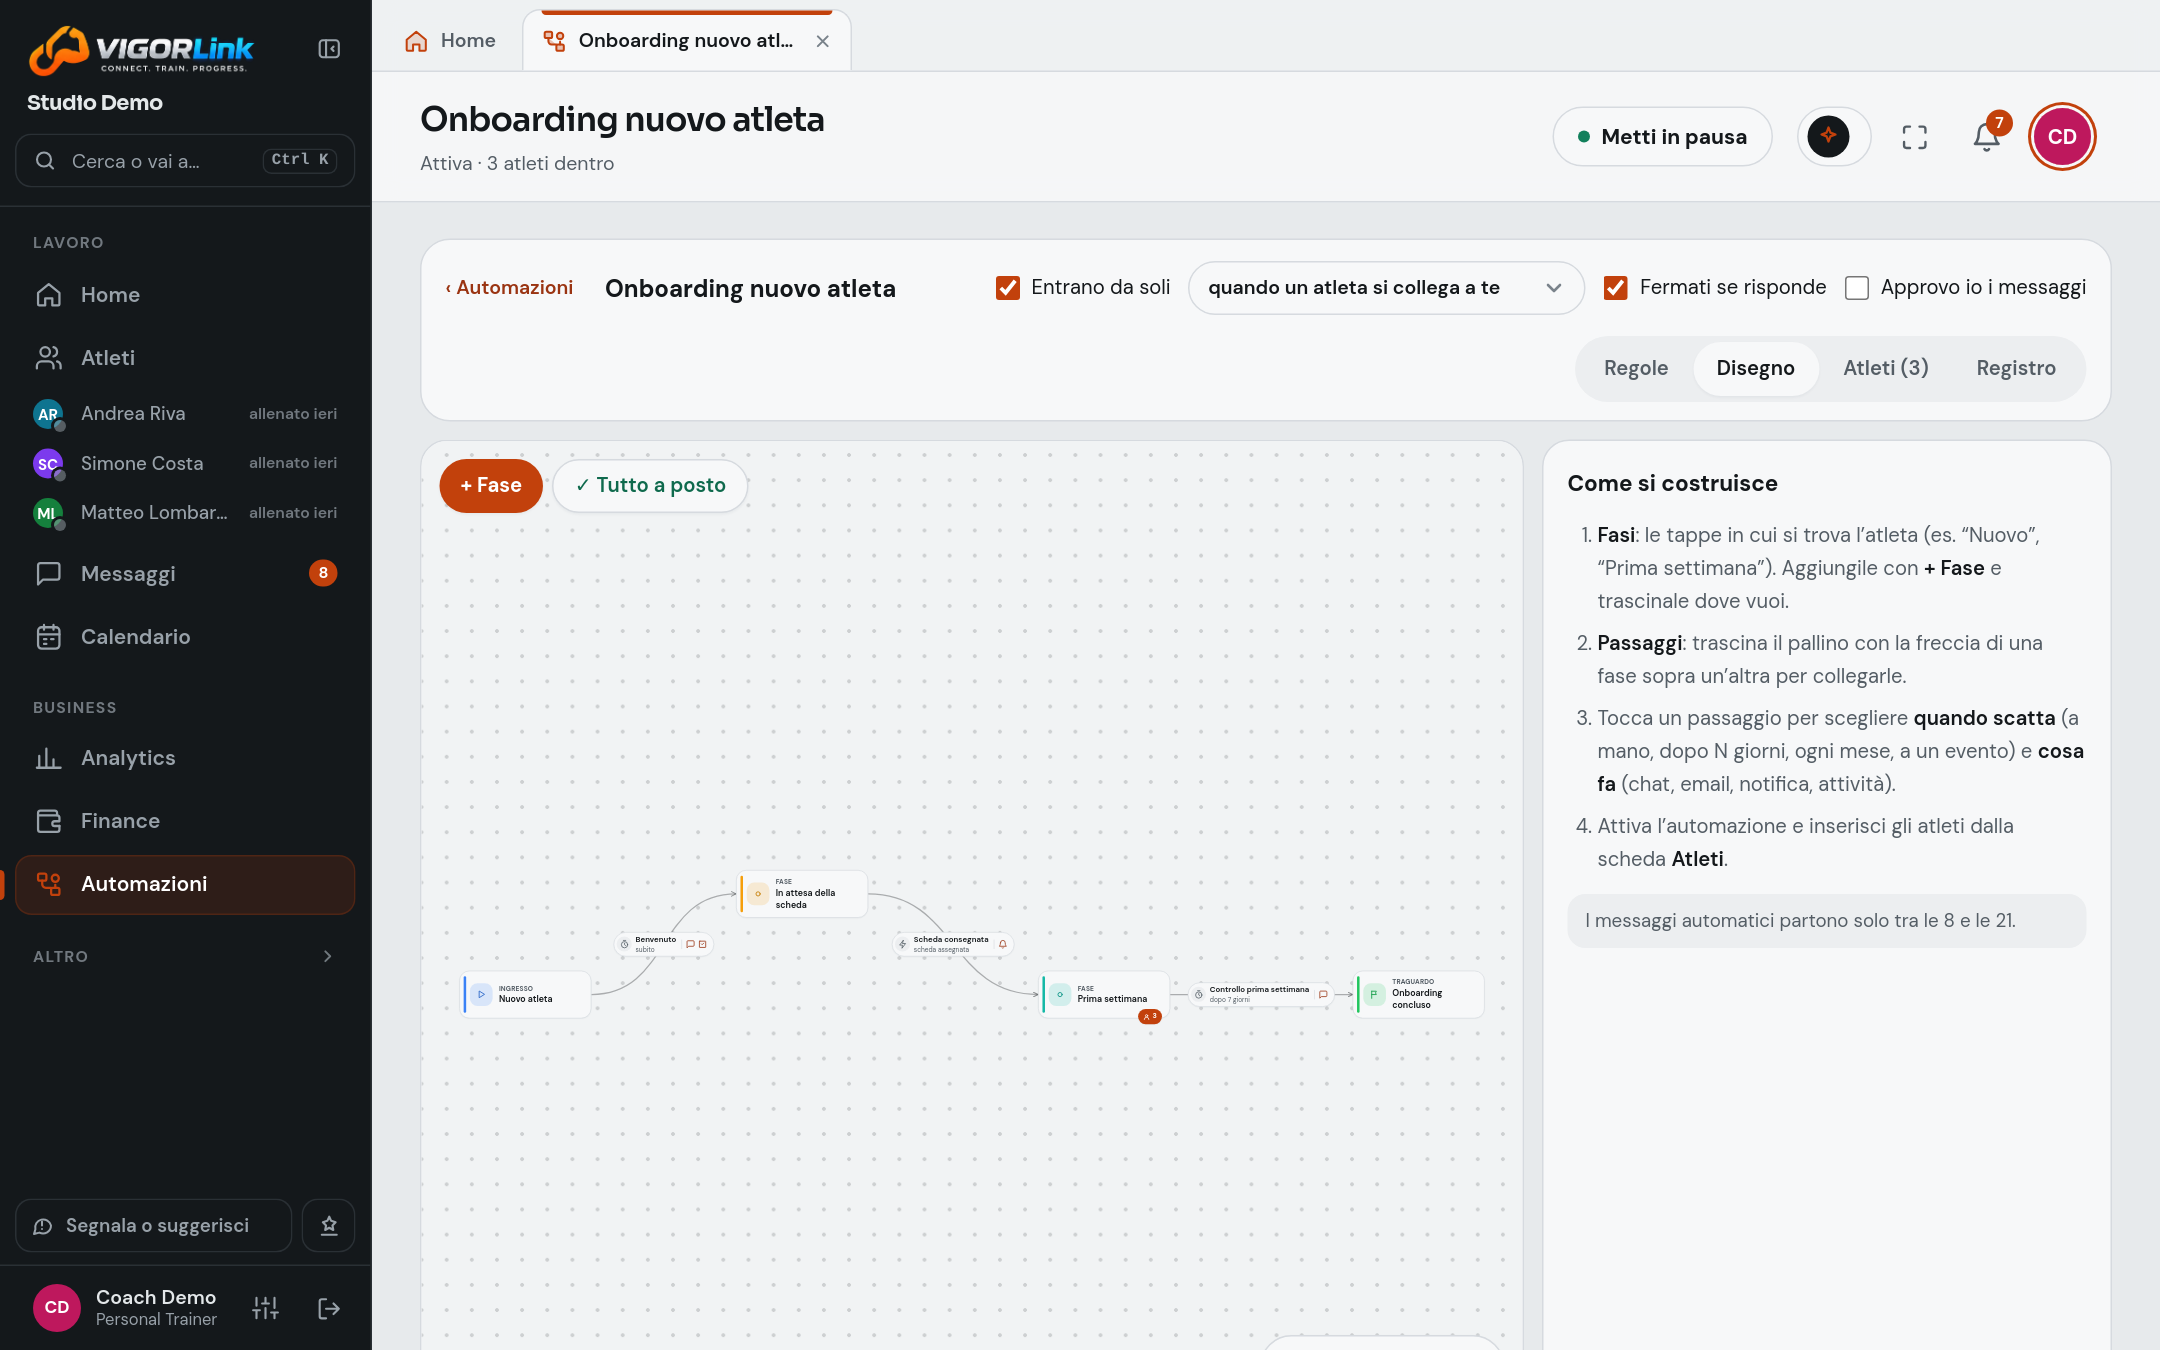 VIGORLink
CONNECT. TRAIN. PROGRESS.
Studio Demo
Cerca o vai a...
Ctrl K
LAVORO
Home
Atleti
AR Andrea Riva allenato ieri
SC Simone Costa allenato ieri
ML Matteo Lombar... allenato ieri
Messaggi 8
Calendario
BUSINESS
Analytics
Finance
Automazioni
ALTRO
Segnala o suggerisci
CD Coach Demo
Personal Trainer
Home
Onboarding nuovo atl...
Onboarding nuovo atleta
Attiva · 3 atleti dentro
Metti in pausa
7
CD
‹ Automazioni
Onboarding nuovo atleta
Entrano da soli
quando un atleta si collega a te
Fermati se risponde
Approvo io i messaggi
Regole
Disegno
Atleti (3)
Registro
+ Fase
✓ Tutto a posto
FASE
In attesa della
scheda
Benvenuto
subito
Scheda consegnata
scheda assegnata
INGRESSO
Nuovo atleta
FASE
Prima settimana
3
Controllo prima settimana
dopo 7 giorni
TRAGUARDO
Onboarding
concluso
Come si costruisce
1. Fasi: le tappe in cui si trova l’atleta (es. “Nuovo”,
“Prima settimana”). Aggiungile con + Fase e
trascinale dove vuoi.
2. Passaggi: trascina il pallino con la freccia di una
fase sopra un’altra per collegarle.
3. Tocca un passaggio per scegliere quando scatta (a
mano, dopo N giorni, ogni mese, a un evento) e cosa
fa (chat, email, notifica, attività).
4. Attiva l’automazione e inserisci gli atleti dalla
scheda Atleti.
I messaggi automatici partono solo tra le 8 e le 21.